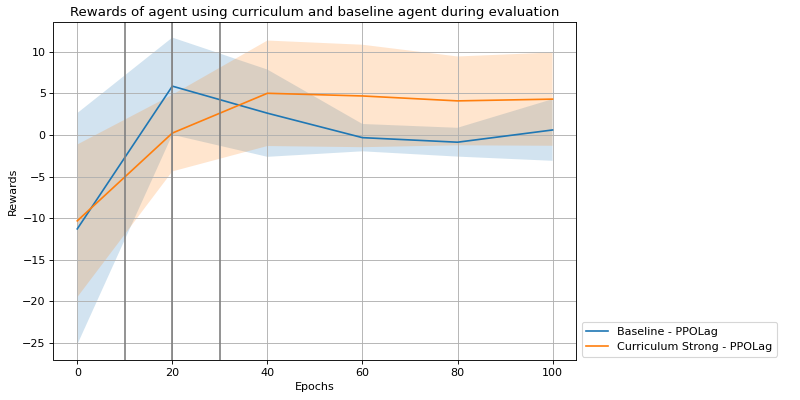 Rewards of agent using curriculum and baseline agent during evaluation
10
5
0
−5
−10
−15
−20
−25
Rewards
0 20 40 60 80 100
Epochs
Baseline - PPOLag
Curriculum Strong - PPOLag